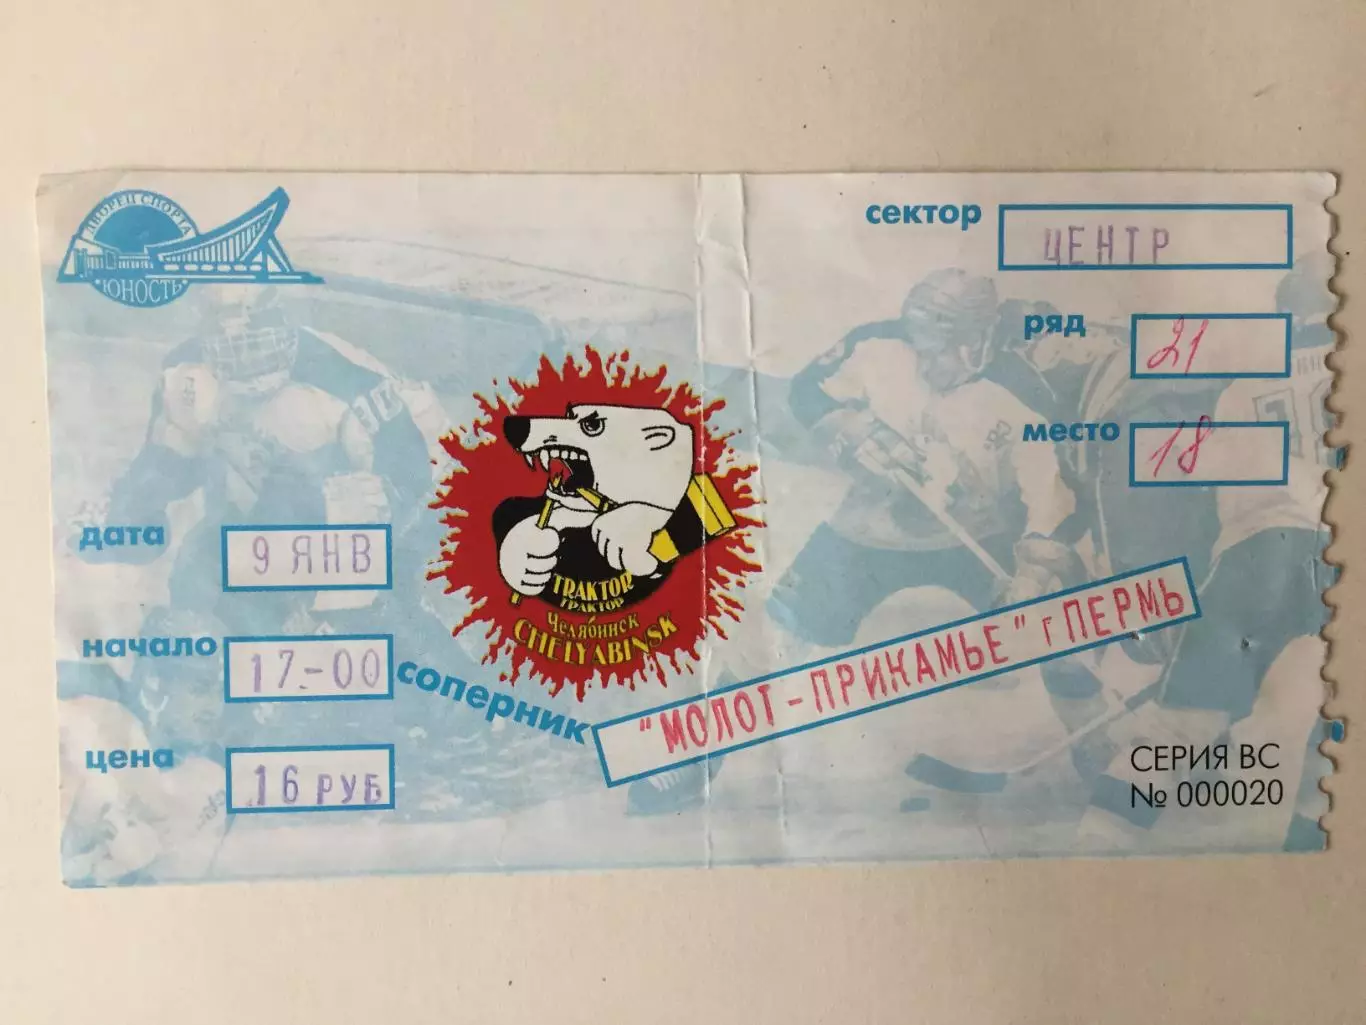 ДВОРЕЦ СПОРТА
"ЮНОСТЬ"
сектор ЦЕНТР
ряд 21
место 18
дата 9 ЯНВ
начало 17-00
цена 16 РУБ
TRAKTOR
ТРАКТОР
Челябинск
CHELYABINSK
соперник "МОЛОТ-ПРИКАМЬЕ" г ПЕРМЬ
СЕРИЯ ВС
№ 000020